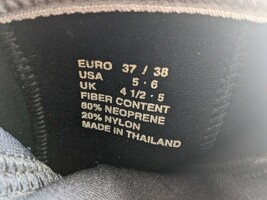 EURO 37 / 38
USA 5 - 6
UK 4 1/2 - 5
FIBER CONTENT
80% NEOPRENE
20% NYLON
MADE IN THAILAND